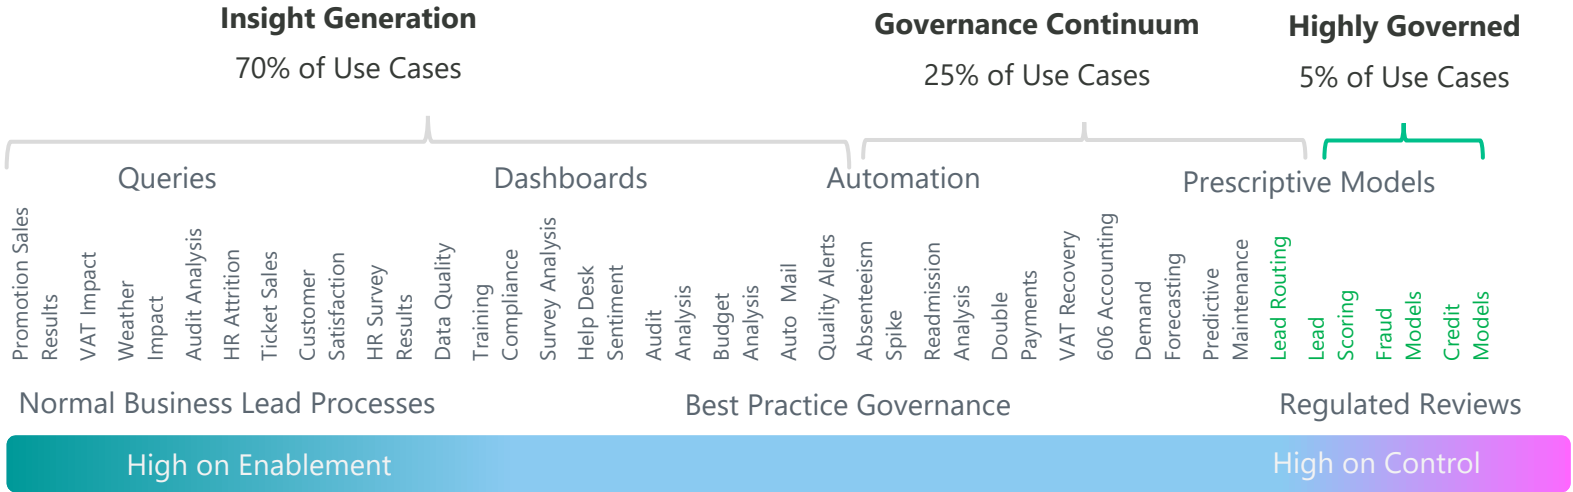 Insight Generation
70% of Use Cases
Governance Continuum
25% of Use Cases
Highly Governed
5% of Use Cases
Queries
Dashboards
Automation
Prescriptive Models
Promotion Sales
Results
VAT Impact
Weather
Impact
Audit Analysis
HR Attrition
Ticket Sales
Customer
Satisfaction
HR Survey
Results
Data Quality
Training
Compliance
Survey Analysis
Help Desk
Sentiment
Audit
Analysis
Budget
Analysis
Auto Mail
Quality Alerts
Absenteeism
Spike
Readmission
Analysis
Double
Payments
VAT Recovery
606 Accounting
Demand
Forecasting
Predictive
Maintenance
Lead Routing
Lead
Scoring
Fraud
Models
Credit
Models
Normal Business Lead Processes
Best Practice Governance
Regulated Reviews
High on Enablement
High on Control